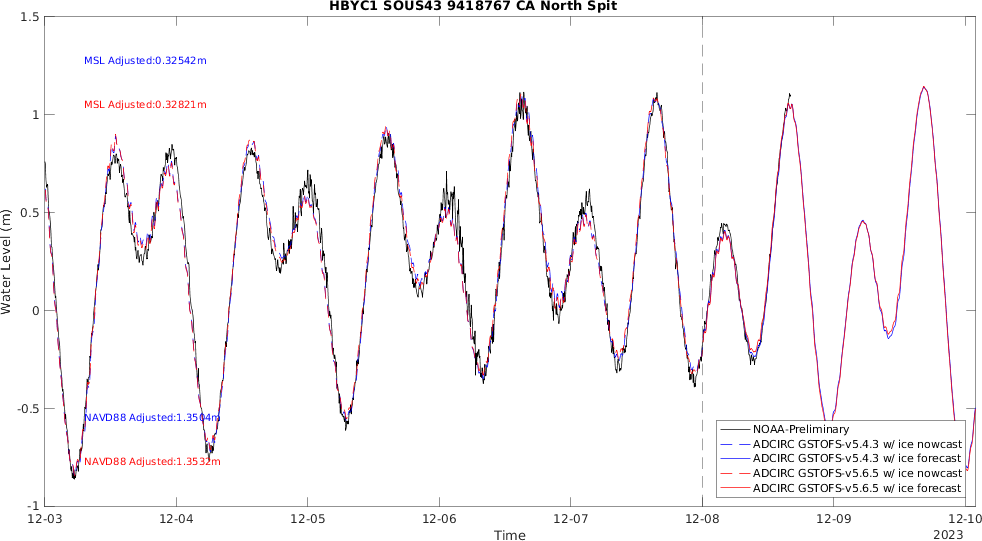 HBYC1 SOUS43 9418767 CA North Spit
1.5
1
0.5
0
-0.5
-1
Water Level (m)
MSL Adjusted:0.32542m
MSL Adjusted:0.32821m
NAVD88 Adjusted:1.3504m
NAVD88 Adjusted:1.3532m
NOAA-Preliminary
ADCIRC GSTOFS-v5.4.3 w/ ice nowcast
ADCIRC GSTOFS-v5.4.3 w/ ice forecast
ADCIRC GSTOFS-v5.6.5 w/ ice nowcast
ADCIRC GSTOFS-v5.6.5 w/ ice forecast
12-03 12-04 12-05 12-06 12-07 12-08 12-09 12-10
Time
2023